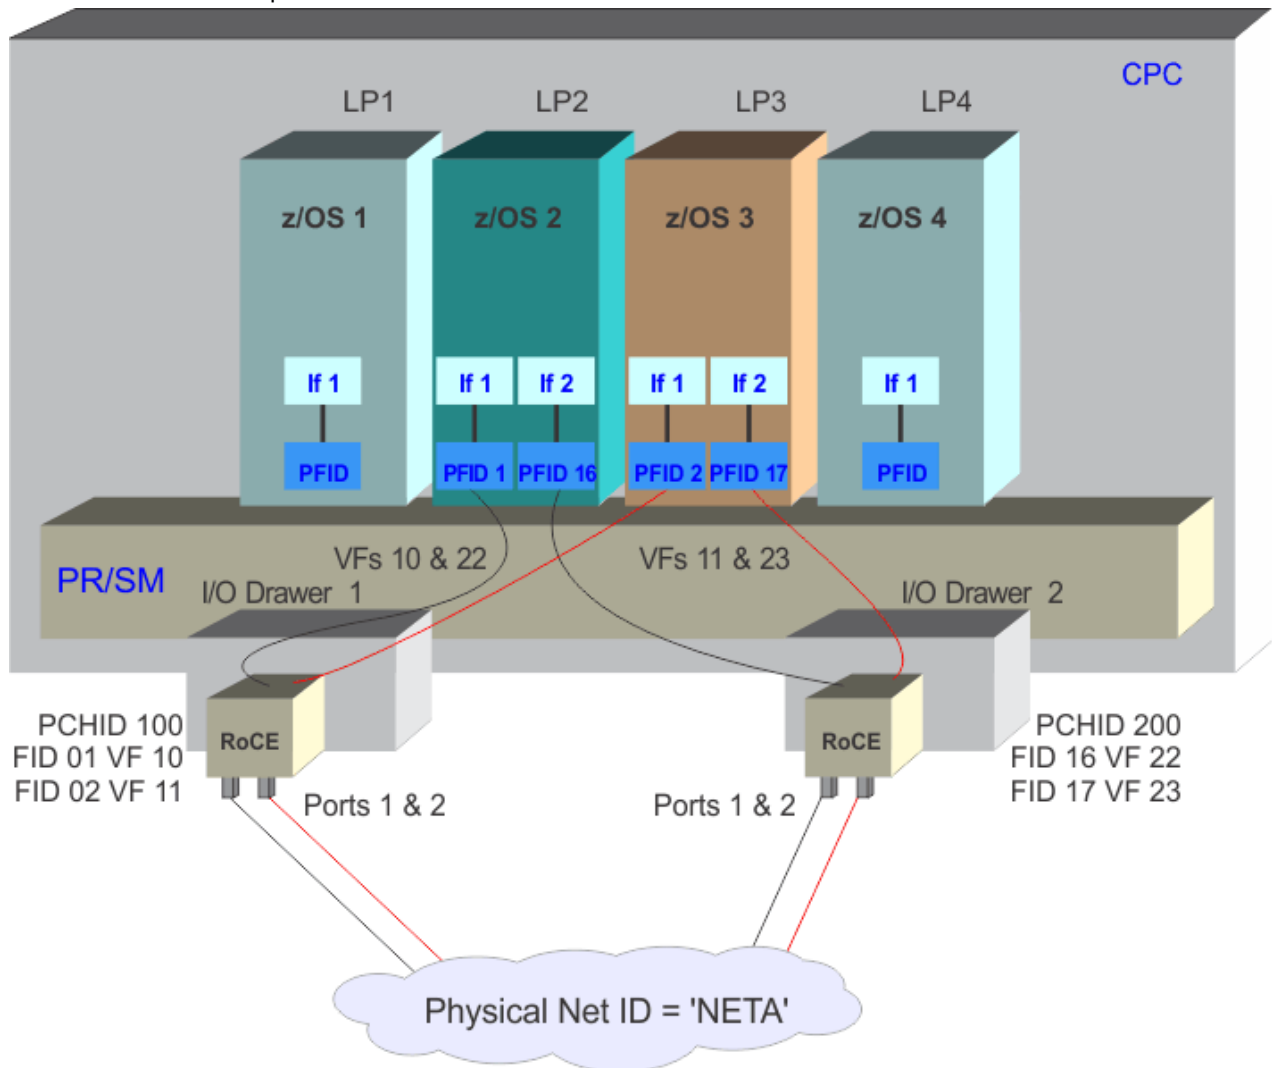 CPC
LP1 LP2 LP3 LP4
z/OS 1 z/OS 2 z/OS 3 z/OS 4
If 1 If 1 If 2 If 1 If 2 If 1
PFID PFID 1 PFID 16 PFID 2 PFID 17 PFID
VFs 10 & 22 VFs 11 & 23
PR/SM
I/O Drawer 1 I/O Drawer 2
PCHID 100
FID 01 VF 10
FID 02 VF 11
RoCE RoCE
PCHID 200
FID 16 VF 22
FID 17 VF 23
Ports 1 & 2 Ports 1 & 2
Physical Net ID = 'NETA'